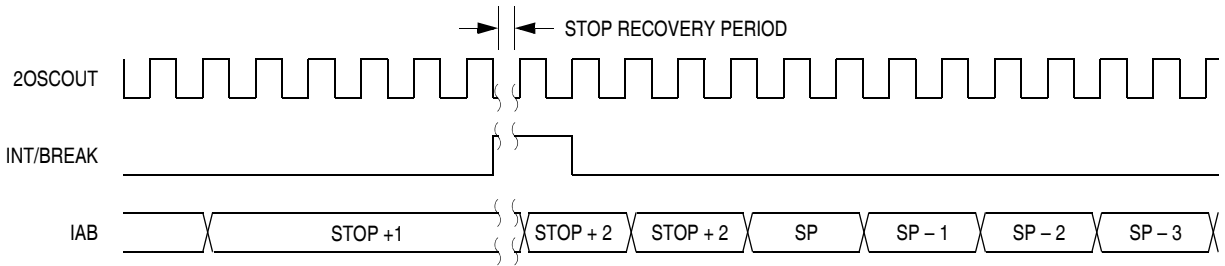 STOP RECOVERY PERIOD
2OSCOUT
INT/BREAK
IAB
STOP +1
STOP + 2
STOP + 2
SP
SP – 1
SP – 2
SP – 3